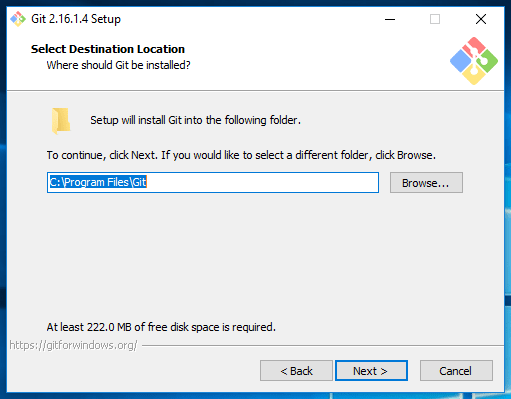 Git 2.16.1.4 Setup
Select Destination Location
Where should Git be installed?
Setup will install Git into the following folder.
To continue, click Next. If you would like to select a different folder, click Browse.
C:\Program Files\Git
Browse...
At least 222.0 MB of free disk space is required.
https://gitforwindows.org/
< Back
Next >
Cancel